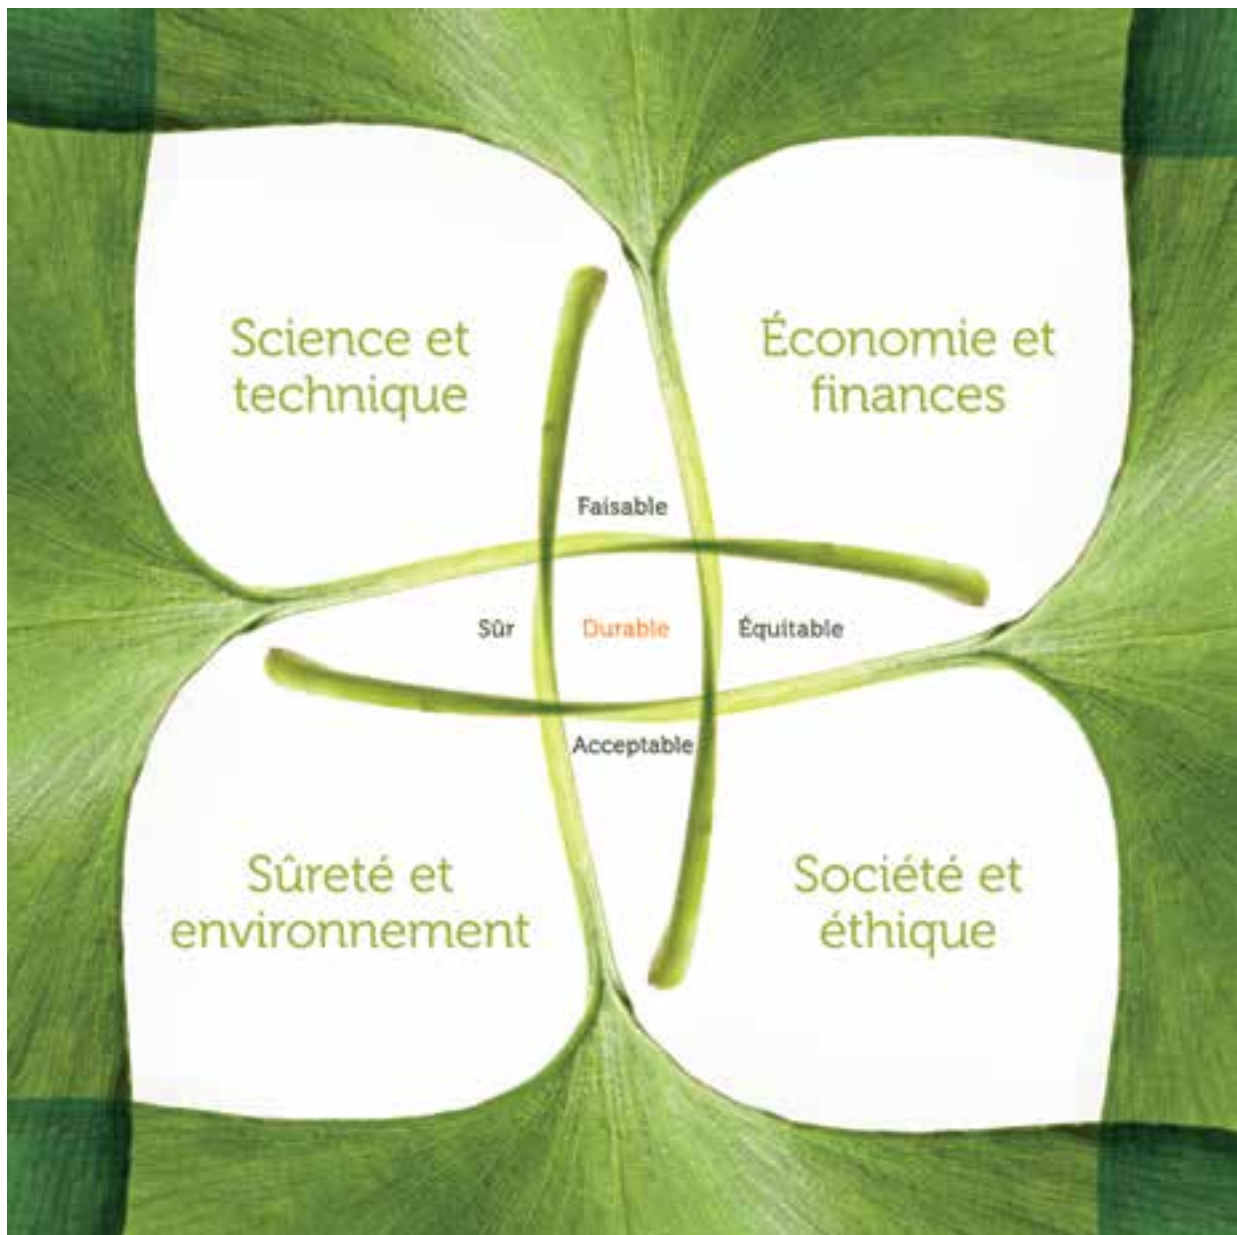 Science et
technique
Économie et
finances
Faisable
Sûr
Durable
Équitable
Acceptable
Sûreté et
environnement
Société et
éthique